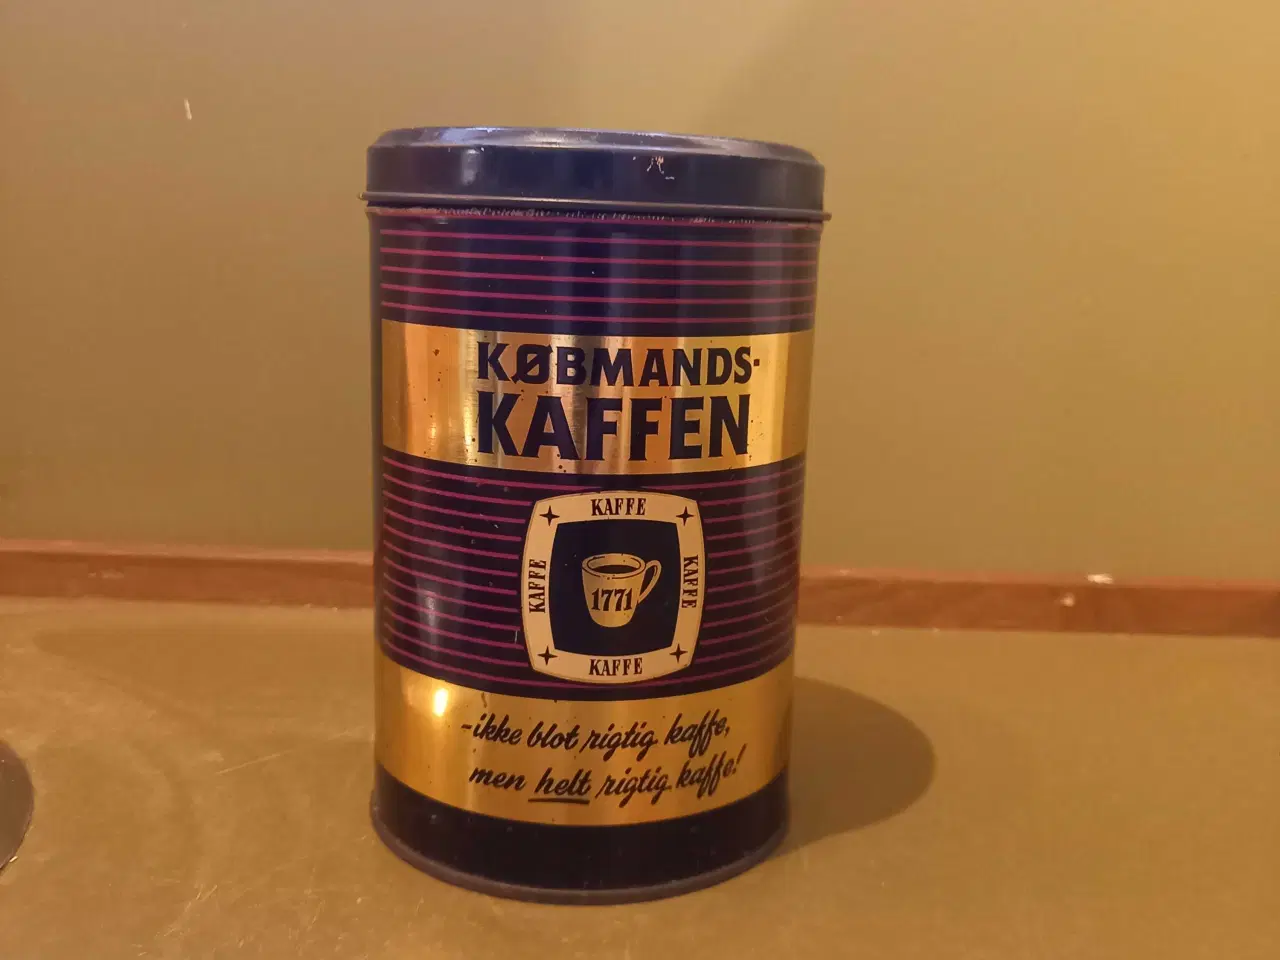 KØBMANDS-
KAFFEN
KAFFE
KAFFE
KAFFE
1771
KAFFE
-ikke blot rigtig kaffe,
men helt rigtig kaffe!